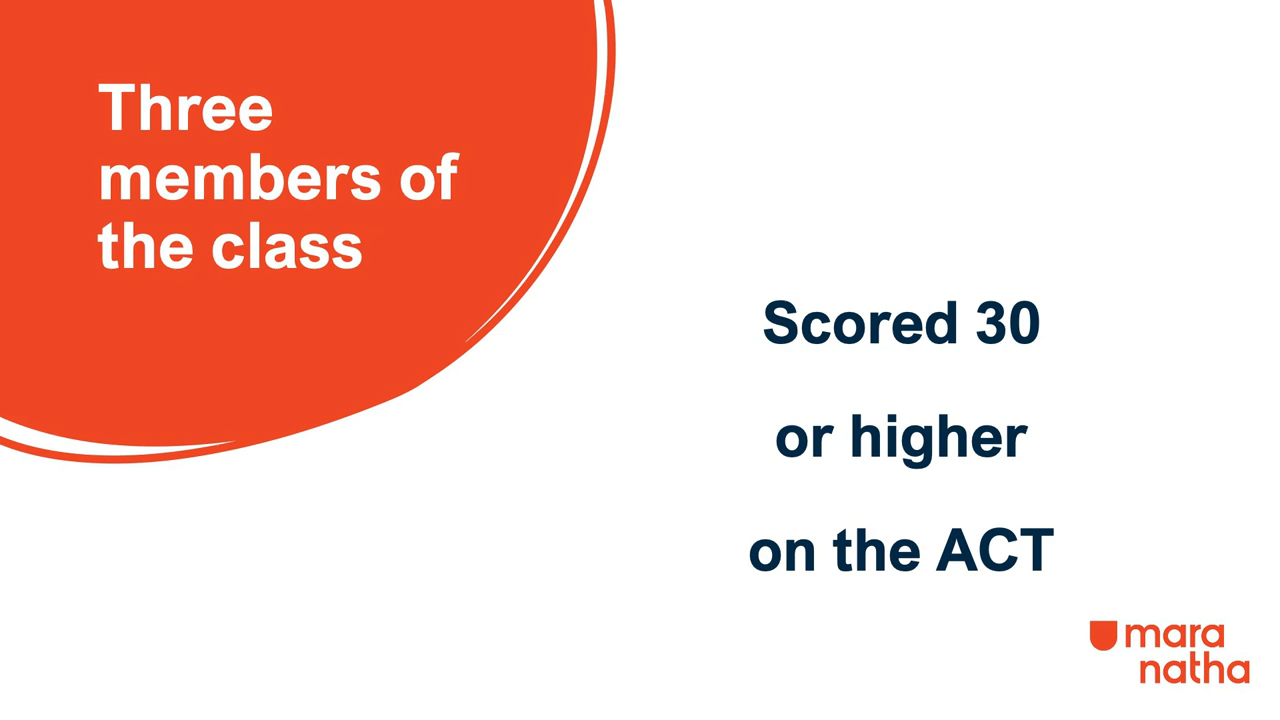 Three
members of
the class
Scored 30
or higher
on the ACT
mara
natha